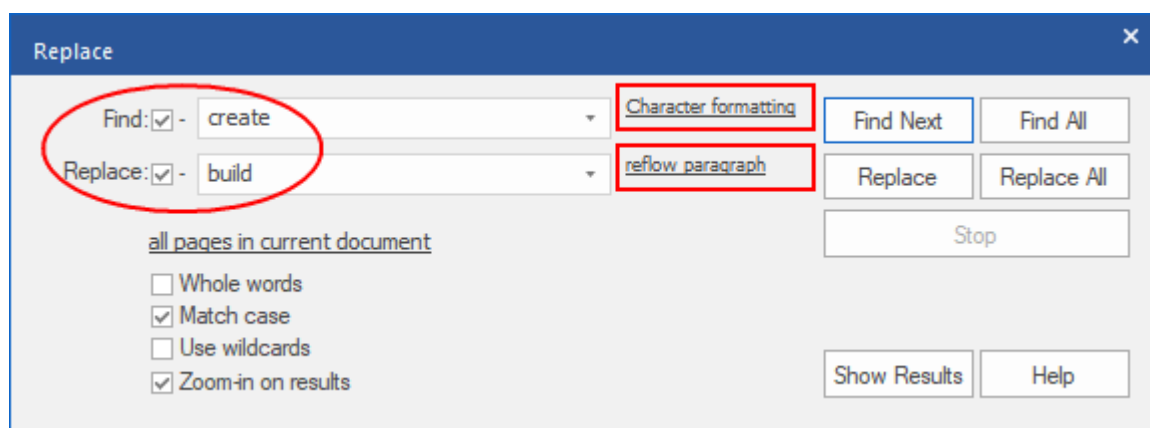 Replace
×
Find: - create
Character formatting
Find Next
Find All
Replace: - build
reflow paragraph
Replace
Replace All
all pages in current document
Stop
Whole words
Match case
Use wildcards
Zoom-in on results
Show Results
Help